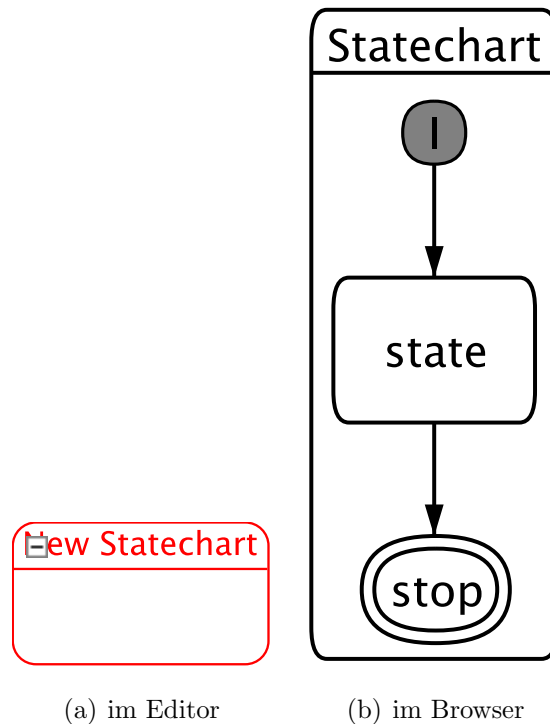 Statechart
I
state
stop
New Statechart
(a) im Editor
(b) im Browser